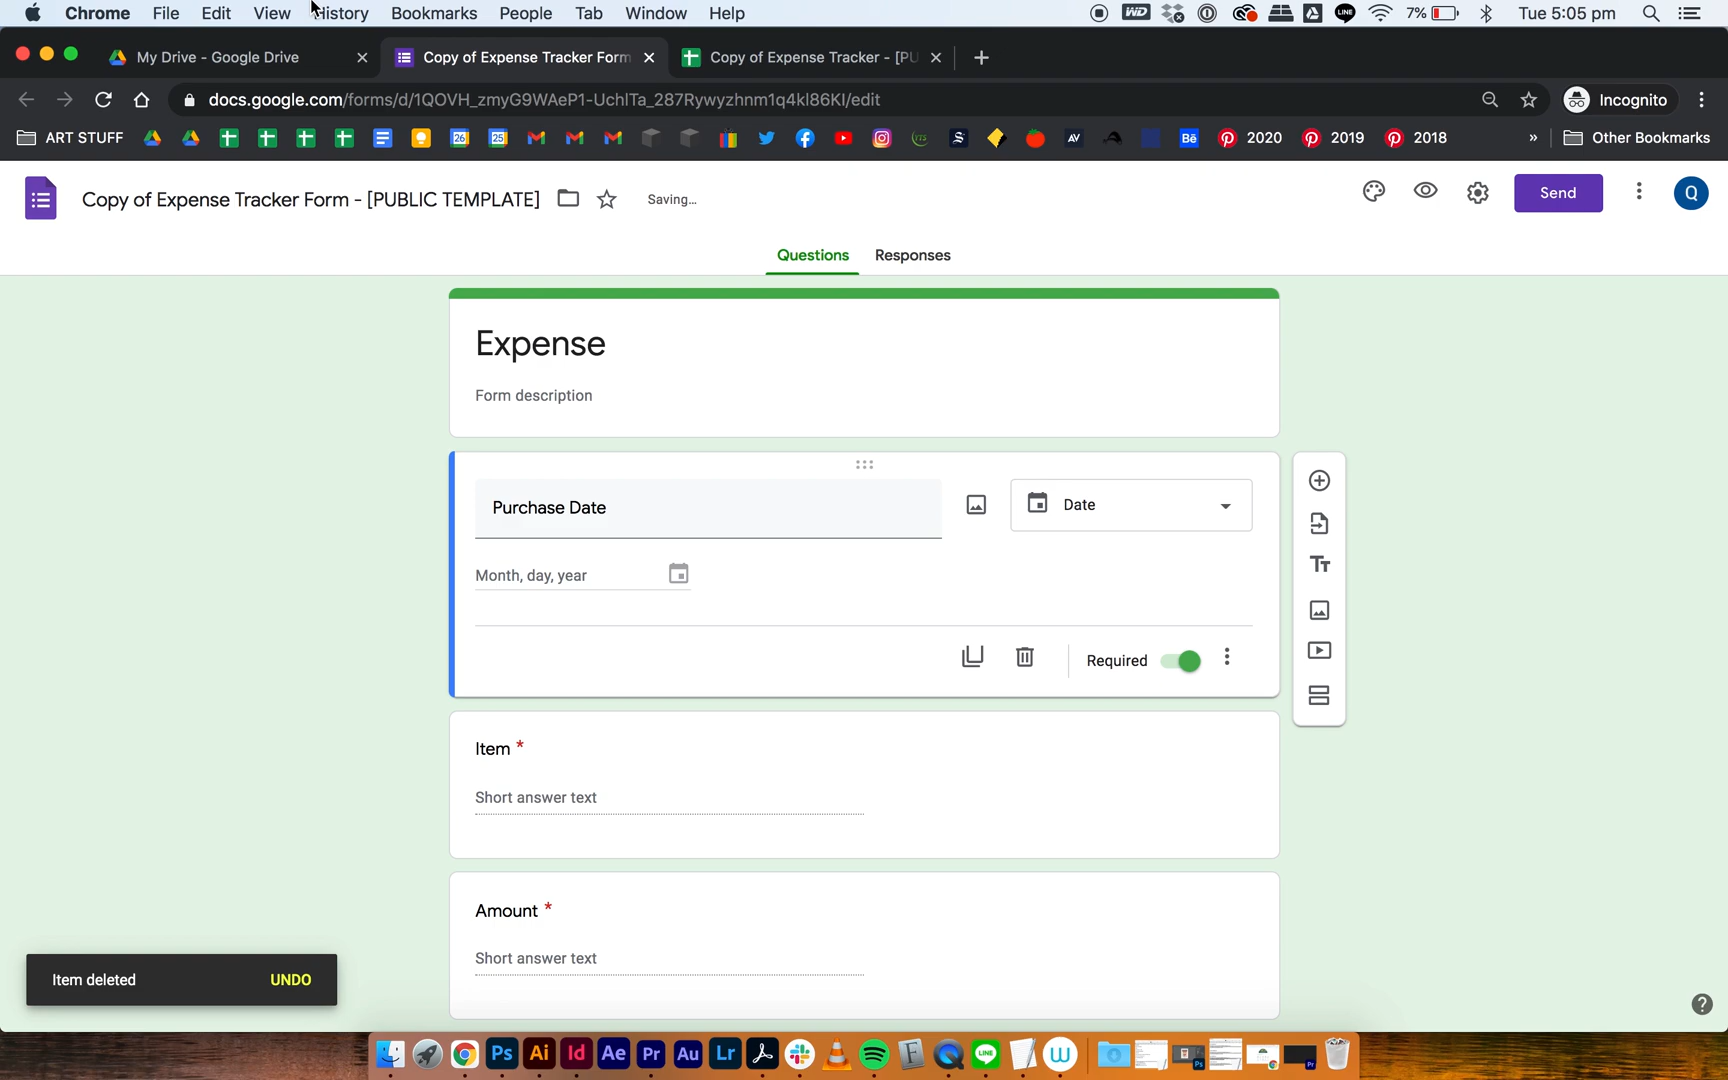 Chrome File Edit View History Bookmarks People Tab Window Help 7% Tue 5:05 pm
My Drive - Google Drive Copy of Expense Tracker Form Copy of Expense Tracker - [PU
docs.google.com/forms/d/1QOVH_zmyG9WAeP1-UchlTa_287Rywyzhnm1q4kl86KI/edit Incognito
ART STUFF 2020 2019 2018 » Other Bookmarks
Copy of Expense Tracker Form - [PUBLIC TEMPLATE] Saving... Send Q
Questions Responses
Expense
Form description
Purchase Date Date
Month, day, year
Required
Item *
Short answer text
Amount *
Short answer text
Item deleted UNDO